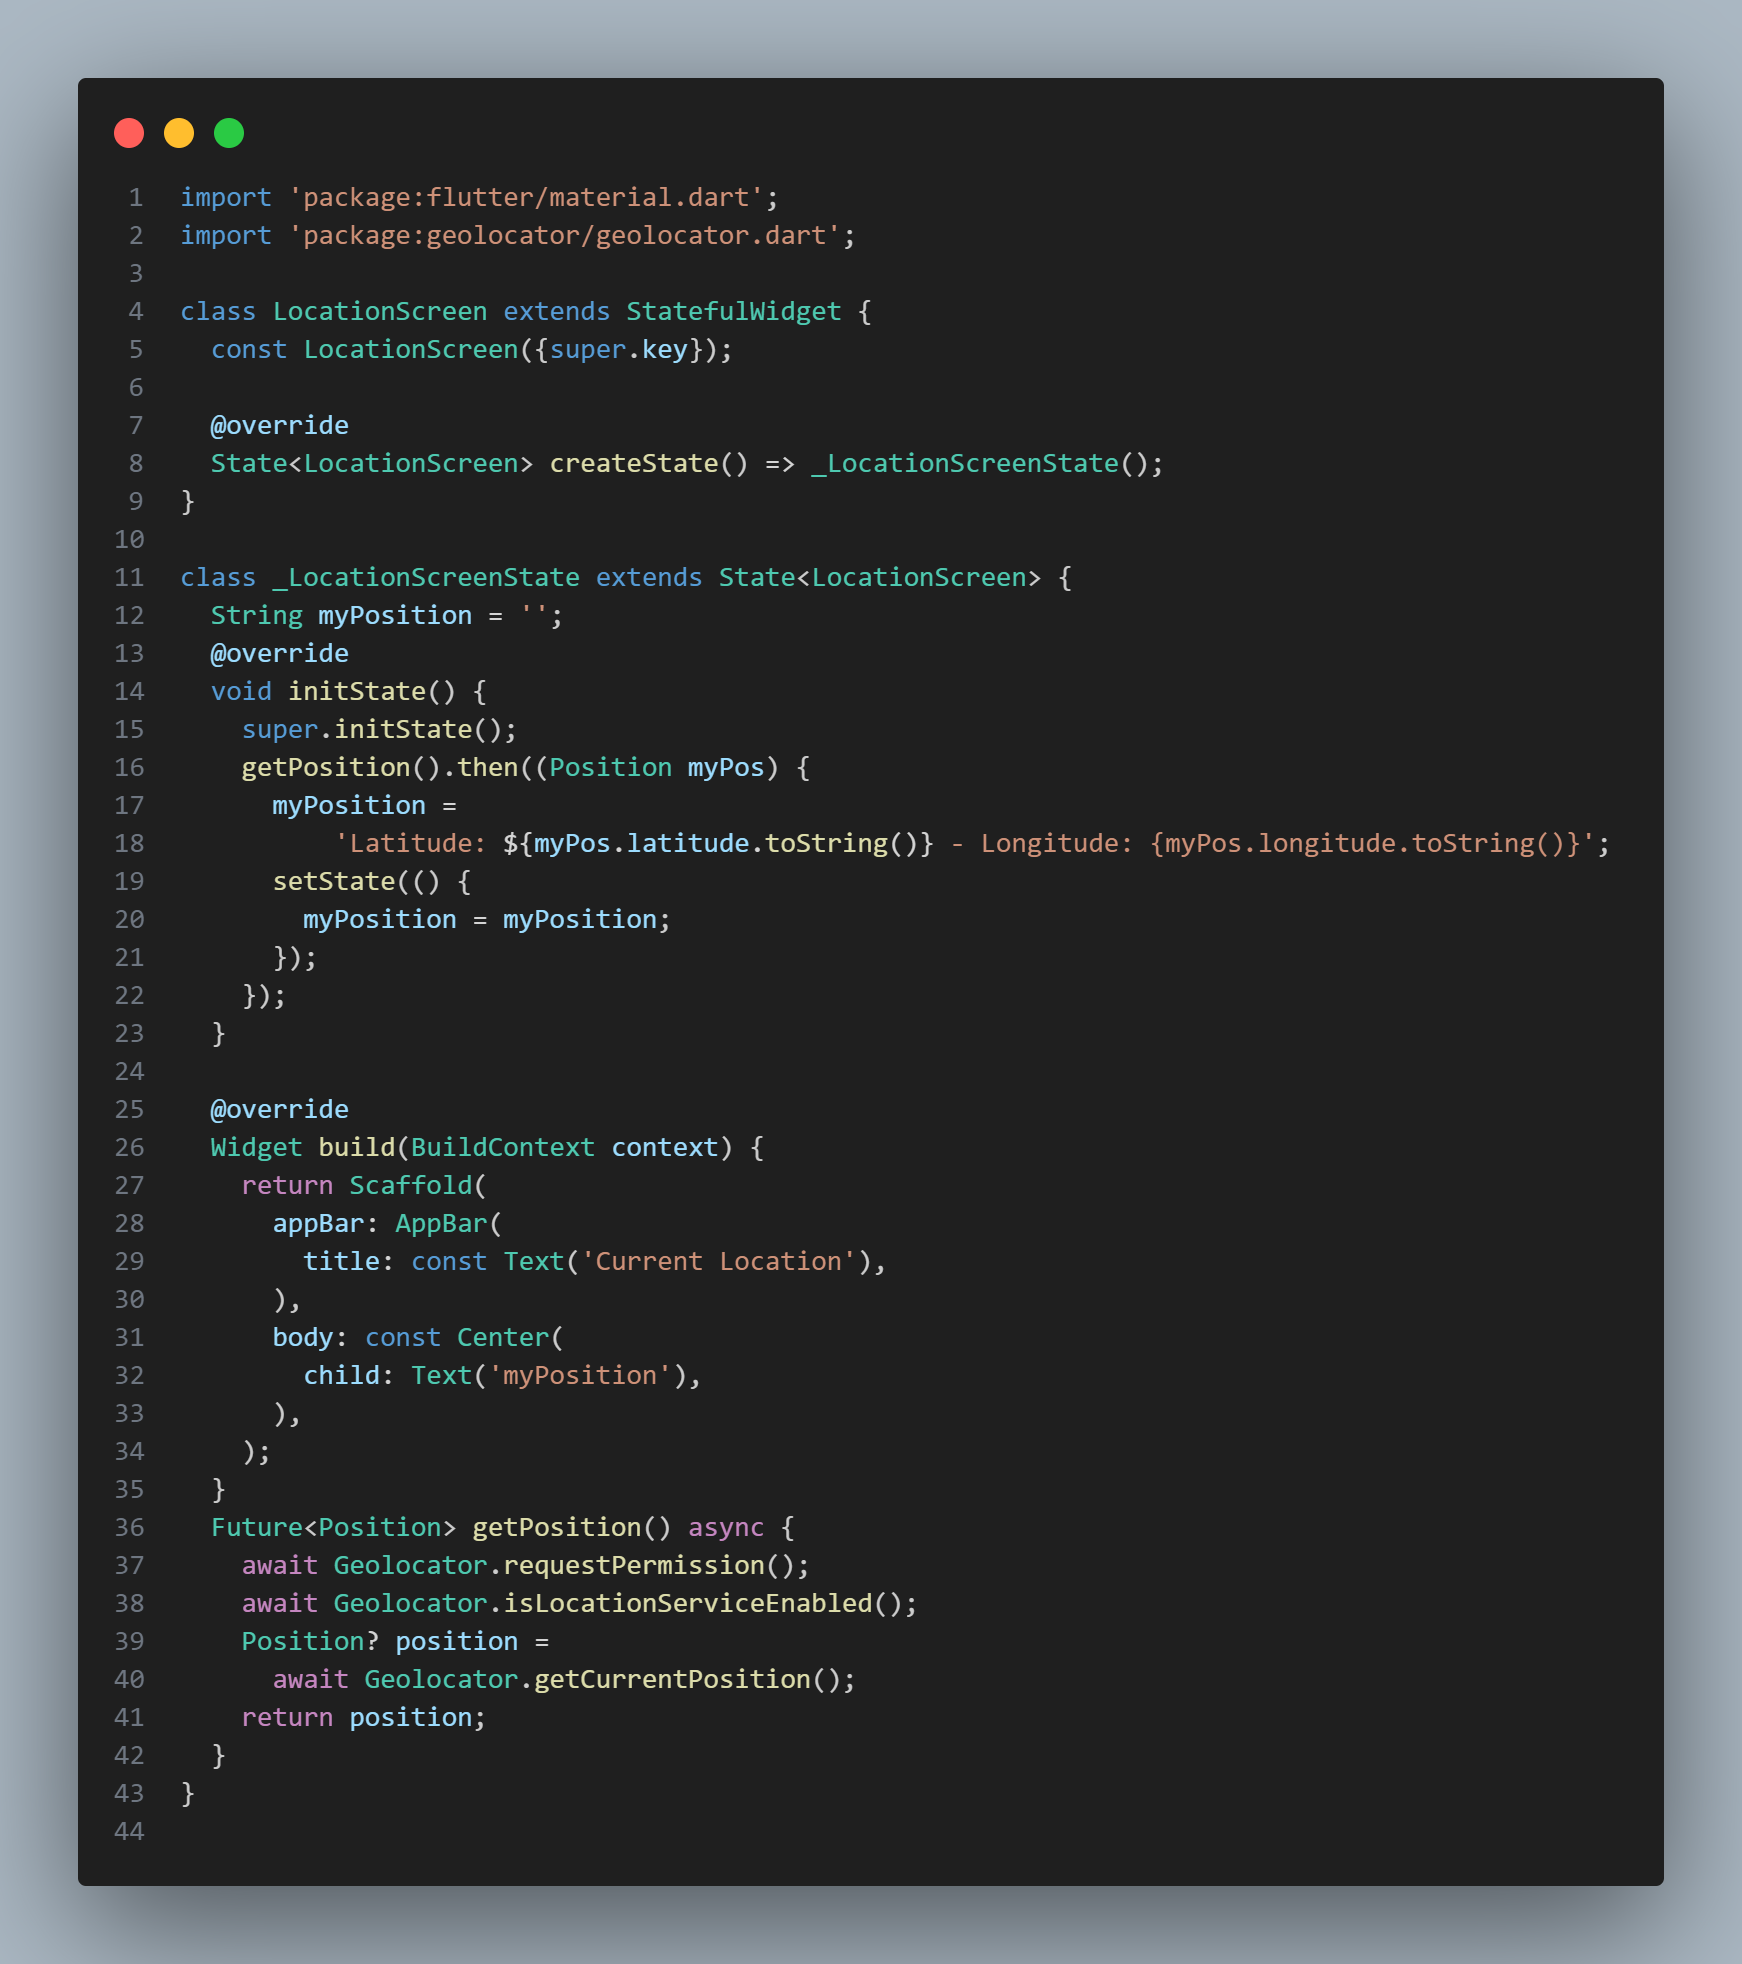 1 import 'package:flutter/material.dart';
2 import 'package:geolocator/geolocator.dart';
3
4 class LocationScreen extends StatefulWidget {
5   const LocationScreen({super.key});
6
7   @override
8   State<LocationScreen> createState() => _LocationScreenState();
9 }
10
11 class _LocationScreenState extends State<LocationScreen> {
12   String myPosition = '';
13   @override
14   void initState() {
15     super.initState();
16     getPosition().then((Position myPos) {
17       myPosition =
18           'Latitude: ${myPos.latitude.toString()} - Longitude: {myPos.longitude.toString()}';
19       setState(() {
20         myPosition = myPosition;
21       });
22     });
23   }
24
25   @override
26   Widget build(BuildContext context) {
27     return Scaffold(
28       appBar: AppBar(
29         title: const Text('Current Location'),
30       ),
31       body: const Center(
32         child: Text('myPosition'),
33       ),
34     );
35   }
36   Future<Position> getPosition() async {
37     await Geolocator.requestPermission();
38     await Geolocator.isLocationServiceEnabled();
39     Position? position =
40       await Geolocator.getCurrentPosition();
41     return position;
42   }
43 }
44